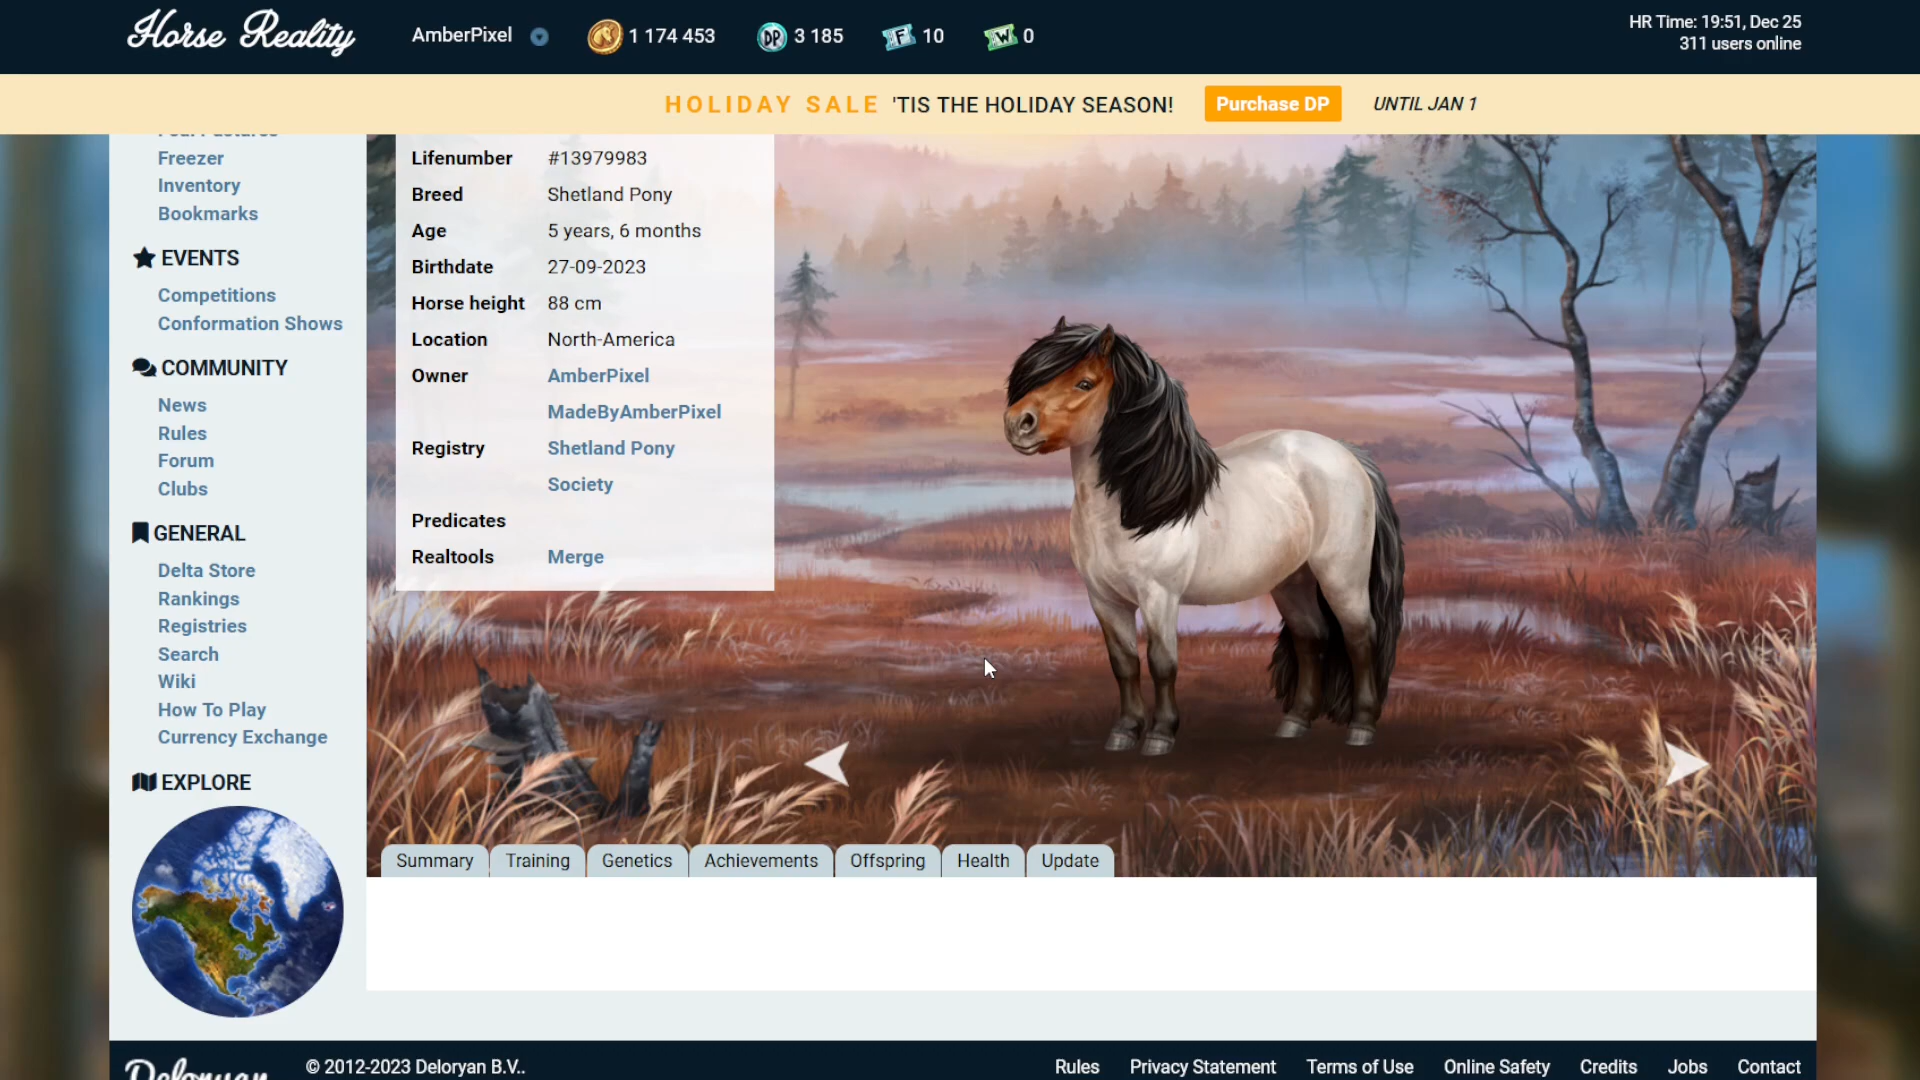 Horse Reality
AmberPixel
1 174 453
DP
3 185
F
10
W
0
HR Time: 19:51, Dec 25
311 users online
HOLIDAY SALE 'TIS THE HOLIDAY SEASON! Purchase DP UNTIL JAN 1
Freezer
Inventory
Bookmarks
EVENTS
Competitions
Conformation Shows
COMMUNITY
News
Rules
Forum
Clubs
GENERAL
Delta Store
Rankings
Registries
Search
Wiki
How To Play
Currency Exchange
EXPLORE
Lifenumber #13979983
Breed Shetland Pony
Age 5 years, 6 months
Birthdate 27-09-2023
Horse height 88 cm
Location North-America
Owner AmberPixel
MadeByAmberPixel
Registry Shetland Pony
Society
Predicates
Realtools Merge
Summary Training Genetics Achievements Offspring Health Update
Deloryan
© 2012-2023 Deloryan B.V..
Rules Privacy Statement Terms of Use Online Safety Credits Jobs Contact